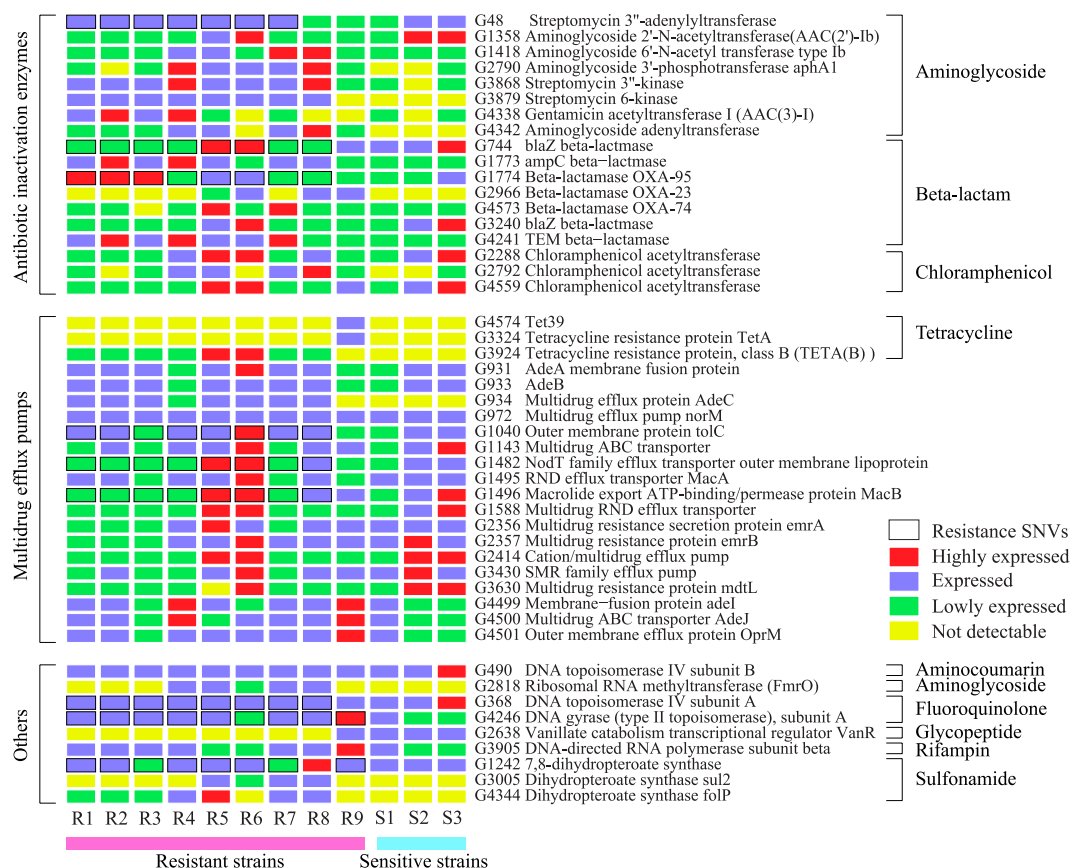 Antibiotic inactivation enzymes
G48 Streptomycin 3"-adenylyltransferase
G1358 Aminoglycoside 2'-N-acetyltransferase(AAC(2')-Ib)
G1418 Aminoglycoside 6'-N-acetyl transferase type Ib
G2790 Aminoglycoside 3'-phosphotransferase aphA1
G3868 Streptomycin 3"-kinase
G3879 Streptomycin 6-kinase
G4338 Gentamicin acetyltransferase I (AAC(3)-I)
G4342 Aminoglycoside adenyltransferase
Aminoglycoside
G744 blaZ beta-lactmase
G1773 ampC beta−lactmase
G1774 Beta-lactamase OXA-95
G2966 Beta-lactamase OXA-23
G4573 Beta-lactamase OXA-74
G3240 blaZ beta-lactmase
G4241 TEM beta−lactamase
Beta-lactam
G2288 Chloramphenicol acetyltransferase
G2792 Chloramphenicol acetyltransferase
G4559 Chloramphenicol acetyltransferase
Chloramphenicol
Multidrug efflux pumps
G4574 Tet39
G3324 Tetracycline resistance protein TetA
G3924 Tetracycline resistance protein, class B (TETA(B) )
Tetracycline
G931 AdeA membrane fusion protein
G933 AdeB
G934 Multidrug efflux protein AdeC
G972 Multidrug efflux pump norM
G1040 Outer membrane protein tolC
G1143 Multidrug ABC transporter
G1482 NodT family efflux transporter outer membrane lipoprotein
G1495 RND efflux transporter MacA
G1496 Macrolide export ATP-binding/permease protein MacB
G1588 Multidrug RND efflux transporter
G2356 Multidrug resistance secretion protein emrA
G2357 Multidrug resistance protein emrB
G2414 Cation/multidrug efflux pump
G3430 SMR family efflux pump
G3630 Multidrug resistance protein mdtL
G4499 Membrane−fusion protein adeI
G4500 Multidrug ABC transporter AdeJ
G4501 Outer membrane efflux protein OprM
Resistance SNVs
Highly expressed
Expressed
Lowly expressed
Not detectable
Others
G490 DNA topoisomerase IV subunit B
G2818 Ribosomal RNA methyltransferase (FmrO)
G368 DNA topoisomerase IV subunit A
G4246 DNA gyrase (type II topoisomerase), subunit A
G2638 Vanillate catabolism transcriptional regulator VanR
G3905 DNA-directed RNA polymerase subunit beta
G1242 7,8-dihydropteroate synthase
G3005 Dihydropteroate synthase sul2
G4344 Dihydropteroate synthase folP
Aminocoumarin
Aminoglycoside
Fluoroquinolone
Glycopeptide
Rifampin
Sulfonamide
R1 R2 R3 R4 R5 R6 R7 R8 R9 S1 S2 S3
Resistant strains Sensitive strains